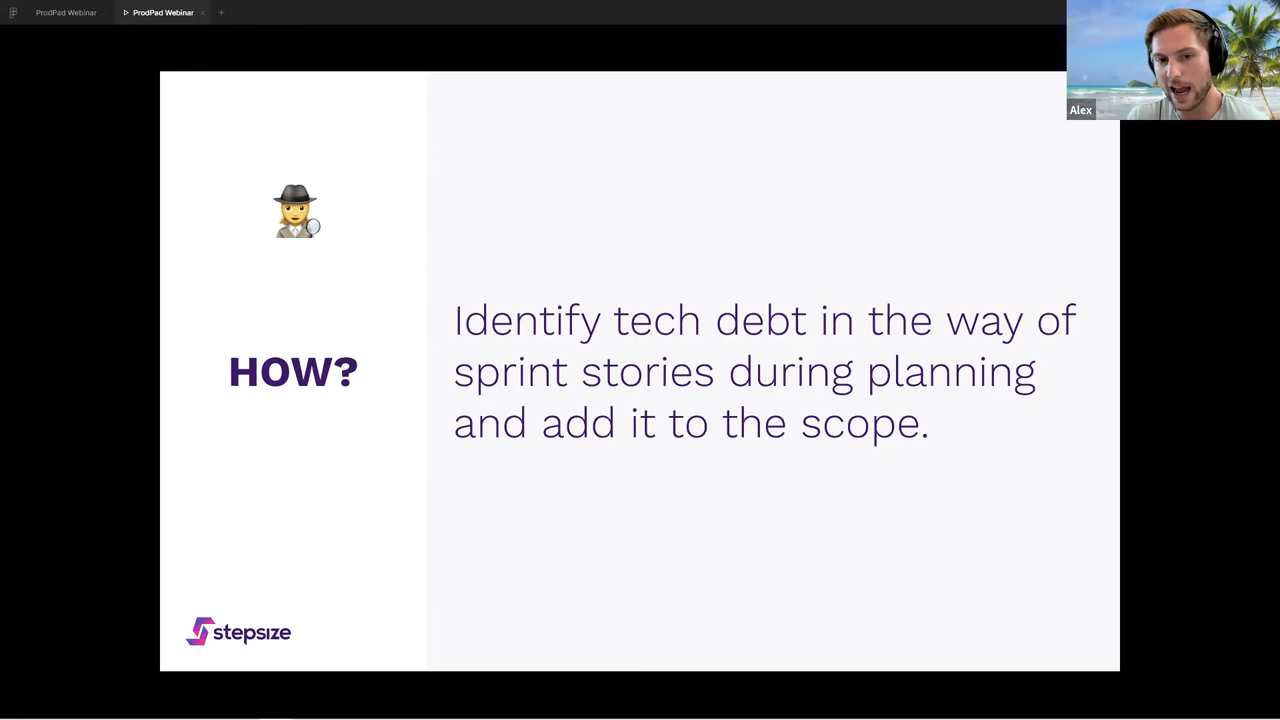 ProdPad Webinar
ProdPad Webinar
Alex
HOW?
Identify tech debt in the way of
sprint stories during planning
and add it to the scope.
stepsize